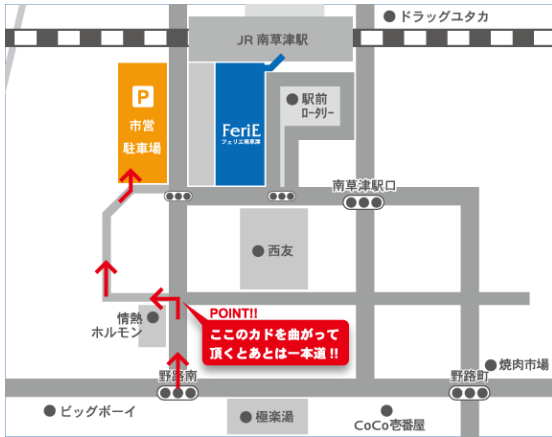 ドラッグユタカ
JR 南草津駅
P
市営
駐車場
FeriE
フェリエ南草津
駅前
ロータリー
南草津駅口
西友
情熱
ホルモン
POINT!!
ここのカドを曲がって
頂くとあとは一本道!!
野路南
野路町
焼肉市場
ビッグボーイ
極楽湯
CoCo壱番屋